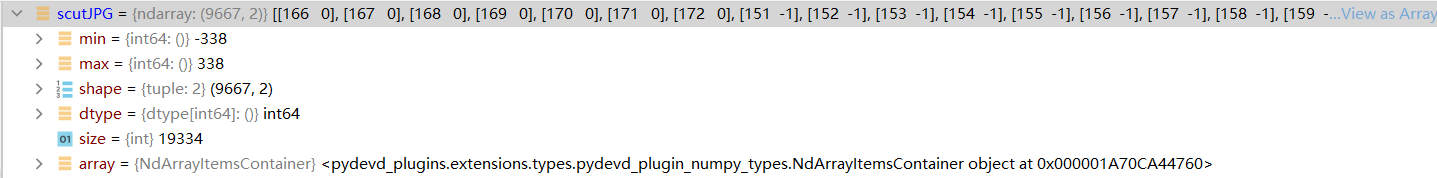 scutJPG = {ndarray: (9667, 2)} [[166   0], [167   0], [168   0], [169   0], [170   0], [171   0], [172   0], [151  -1], [152  -1], [153  -1], [154  -1], [155  -1], [156  -1], [157  -1], [158  -1], [159  -...View as Array
min = {int64: ()} -338
max = {int64: ()} 338
shape = {tuple: 2} (9667, 2)
dtype = {dtype[int64]: ()} int64
01 size = {int} 19334
array = {NdArrayItemsContainer} <pydevd_plugins.extensions.types.pydevd_plugin_numpy_types.NdArrayItemsContainer object at 0x000001A70CA44760>